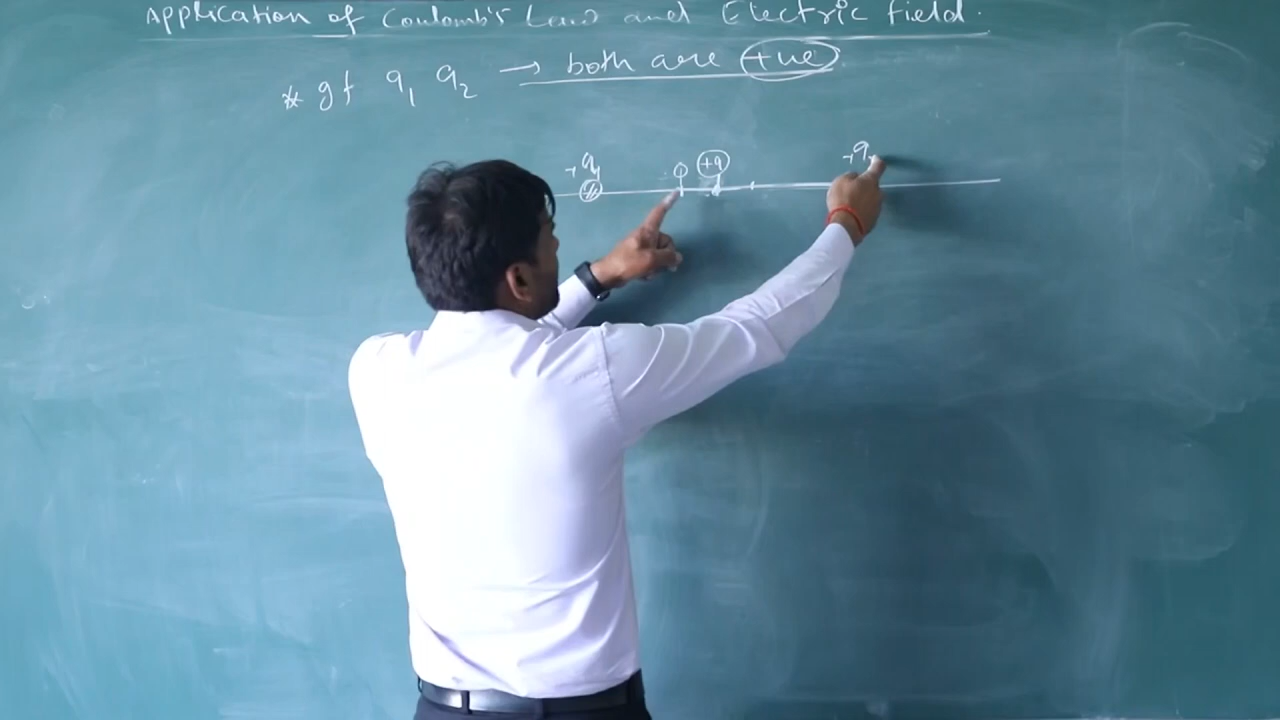 Application of Coulomb's Law and Electric field.
* If q1 q2 → both are +ve
+q1 +q +q2